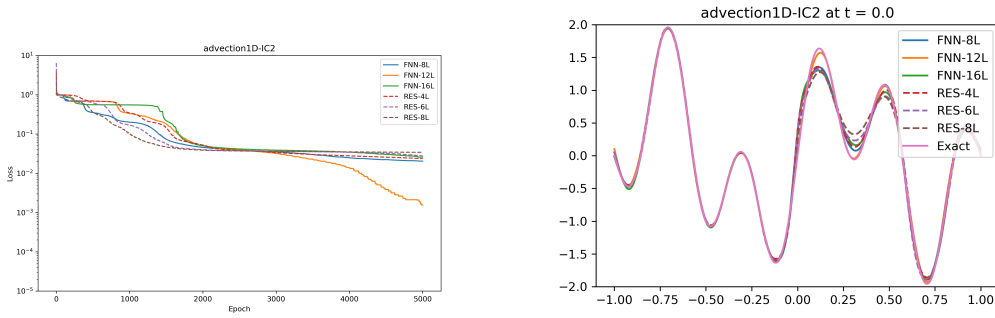 advection1D-IC2
10^1
10^0
10^-1
10^-2
10^-3
10^-4
10^-5
Loss
0
1000
2000
3000
4000
5000
Epoch
FNN-8L
FNN-12L
FNN-16L
RES-4L
RES-6L
RES-8L
advection1D-IC2 at t = 0.0
2.0
1.5
1.0
0.5
0.0
−0.5
−1.0
−1.5
−2.0
−1.00
−0.75
−0.50
−0.25
0.00
0.25
0.50
0.75
1.00
FNN-8L
FNN-12L
FNN-16L
RES-4L
RES-6L
RES-8L
Exact